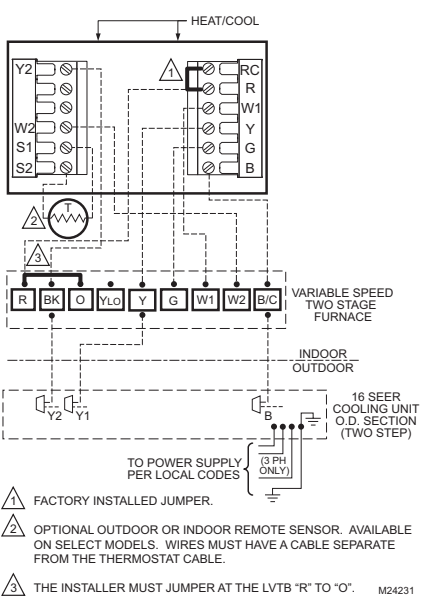 HEAT/COOL
Y2
W2
S1
S2
1
RC
R
W1
Y
G
B
2
T
3
R
BK
O
YLO
Y
G
W1
W2
B/C
VARIABLE SPEED
TWO STAGE
FURNACE
INDOOR
OUTDOOR
Y2
Y1
B
16 SEER
COOLING UNIT
O.D. SECTION
(TWO STEP)
TO POWER SUPPLY
PER LOCAL CODES
(3 PH
ONLY)
1 FACTORY INSTALLED JUMPER.
2 OPTIONAL OUTDOOR OR INDOOR REMOTE SENSOR. AVAILABLE
ON SELECT MODELS. WIRES MUST HAVE A CABLE SEPARATE
FROM THE THERMOSTAT CABLE.
3 THE INSTALLER MUST JUMPER AT THE LVTB “R” TO “O”.
M24231